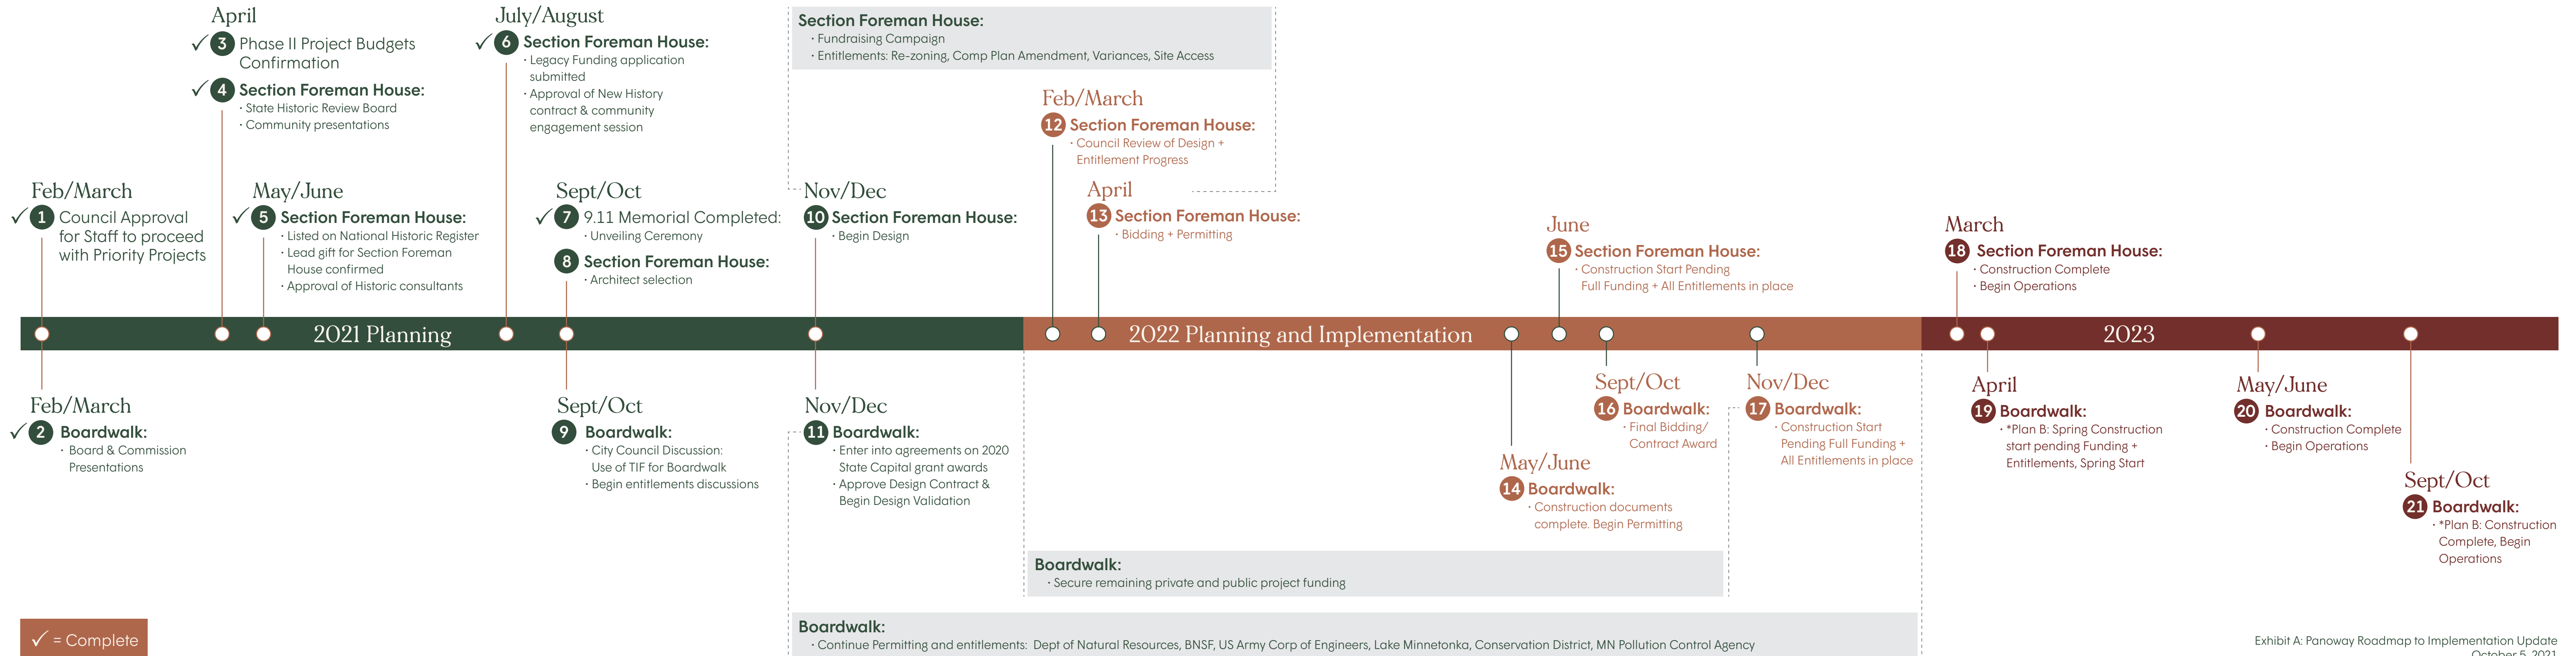 April
3 Phase II Project Budgets
Confirmation
4 Section Foreman House:
· State Historic Review Board
· Community presentations
July/August
6 Section Foreman House:
· Legacy Funding application
submitted
· Approval of New History
contract & community
engagement session
Section Foreman House:
· Fundraising Campaign
· Entitlements: Re-zoning, Comp Plan Amendment, Variances, Site Access
Feb/March
12 Section Foreman House:
· Council Review of Design +
Entitlement Progress
Feb/March
1 Council Approval
for Staff to proceed
with Priority Projects
May/June
5 Section Foreman House:
· Listed on National Historic Register
· Lead gift for Section Foreman
House confirmed
· Approval of Historic consultants
Sept/Oct
7 9.11 Memorial Completed:
· Unveiling Ceremony
8 Section Foreman House:
· Architect selection
Nov/Dec
10 Section Foreman House:
· Begin Design
April
13 Section Foreman House:
· Bidding + Permitting
June
15 Section Foreman House:
· Construction Start Pending
Full Funding + All Entitlements in place
March
18 Section Foreman House:
· Construction Complete
· Begin Operations
2021 Planning
2022 Planning and Implementation
2023
Feb/March
2 Boardwalk:
· Board & Commission
Presentations
Sept/Oct
9 Boardwalk:
· City Council Discussion:
Use of TIF for Boardwalk
· Begin entitlements discussions
Nov/Dec
11 Boardwalk:
· Enter into agreements on 2020
State Capital grant awards
· Approve Design Contract &
Begin Design Validation
May/June
14 Boardwalk:
· Construction documents
complete. Begin Permitting
Sept/Oct
16 Boardwalk:
· Final Bidding/
Contract Award
Nov/Dec
17 Boardwalk:
· Construction Start
Pending Full Funding +
All Entitlements in place
April
19 Boardwalk:
· *Plan B: Spring Construction
start pending Funding +
Entitlements, Spring Start
May/June
20 Boardwalk:
· Construction Complete
· Begin Operations
Sept/Oct
21 Boardwalk:
· *Plan B: Construction
Complete, Begin
Operations
Boardwalk:
· Secure remaining private and public project funding
Boardwalk:
· Continue Permitting and entitlements: Dept of Natural Resources, BNSF, US Army Corp of Engineers, Lake Minnetonka, Conservation District, MN Pollution Control Agency
✓ = Complete
Exhibit A: Panoway Roadmap to Implementation Update
October 5, 2021